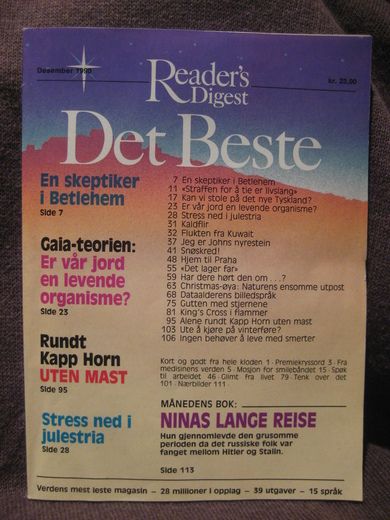 Desember 1990
kr. 23,00
Reader's
Digest
Det Beste
En skeptiker
i Betlehem
Side 7
Gaia-teorien:
Er vår jord
en levende
organisme?
Side 23
Rundt
Kapp Horn
UTEN MAST
Side 95
Stress ned i
julestria
Side 28
7 En skeptiker i Betlehem
11 «Straffen for å tie er livslang»
17 Kan vi stole på det nye Tyskland?
23 Er vår jord en levende organisme?
28 Stress ned i julestria
31 Kaldflir
32 Flukten fra Kuwait
37 Jeg er Johns nyrestein
41 Snøskred!
48 Hjem til Praha
55 «Det lager far»
59 Har dere hørt den om . . .?
63 Christmas-øya: Naturens ensomme utpost
68 Dataalderens billedspråk
75 Gutten med stjernene
81 King's Cross i flammer
95 Alene rundt Kapp Horn uten mast
103 Ute å kjøre på vinterføre?
106 Ingen behøver å leve med smerter
Kort og godt fra hele kloden 1 · Premiekryssord 3 · Fra
medisinens verden 5 · Mosjon for smilebåndet 15 · Spøk
til arbeidet 46 · Glimt fra livet 79 · Tenk over det
101 · Nærbilder 111
MÅNEDENS BOK:
NINAS LANGE REISE
Hun gjennomlevde den grusomme
perioden da det russiske folk var
fanget mellom Hitler og Stalin.
Side 113
Verdens mest leste magasin – 28 millioner i opplag – 39 utgaver – 15 språk